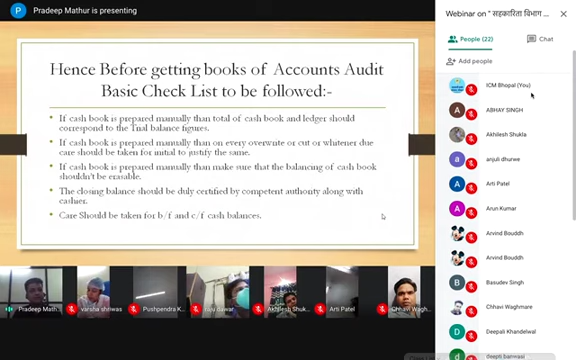 P Pradeep Mathur is presenting
Webinar on " सहकारिता विभाग ...
People (22)
Chat
Add people
Hence Before getting books of Accounts Audit
Basic Check List to be followed:-
If cash book is prepared manually than total of cash book and ledger should
correspond to the Trial balance figures.
If cash book is prepared manually than on every overwrite or cut or whitener due
care should be taken for initial to justify the same.
If cash book is prepared manually than make sure that the balancing of cash book
shouldn't be erasable.
The closing balance should be duly certified by competent authority along with
cashier.
Care Should be taken for b/f and c/f cash balances.
ICM Bhopal (You)
A ABHAY SINGH
Akhilesh Shukla
a anjuli dhurwe
A Arti Patel
A Arun Kumar
Arvind Bouddh
Arvind Bouddh
B Basudev Singh
Chhavi Waghmare
D Deepali Khandelwal
Pradeep Math...
varsha shriwas
Pushpendra K...
dawar
Akhlesh Shuk...
Arti Patel
Chhavi Wagh...